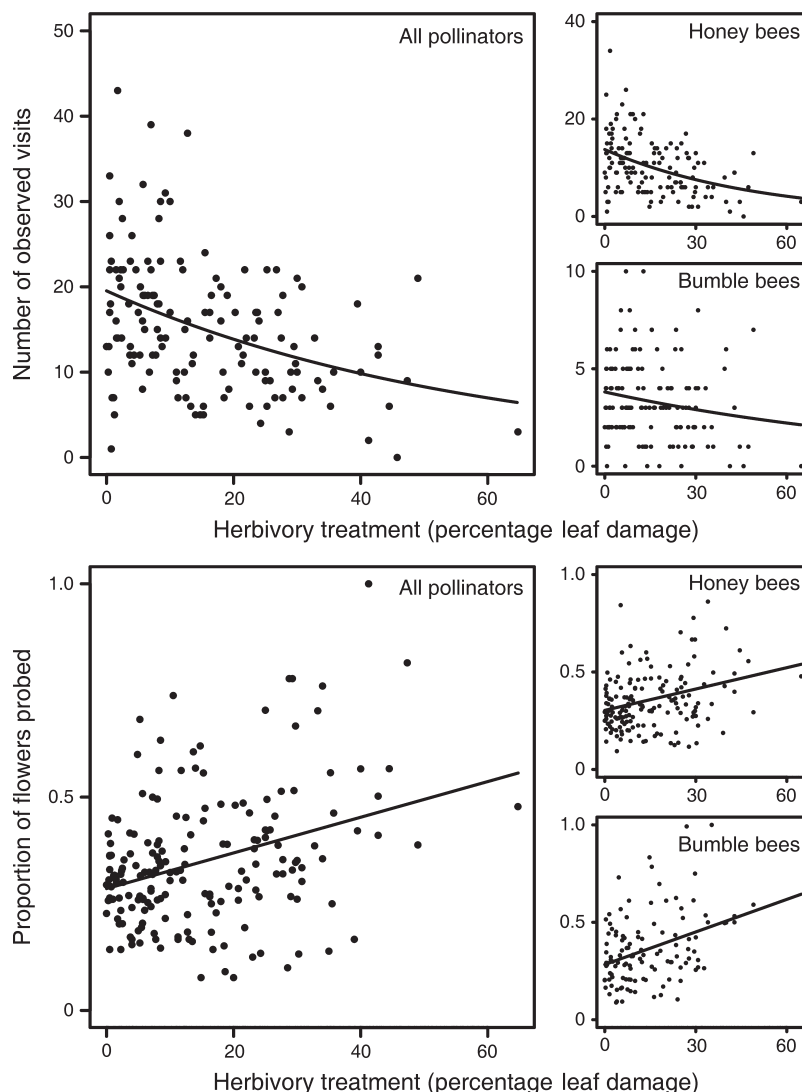 All pollinators
50
40
30
20
10
0
0 20 40 60
Number of observed visits
Herbivory treatment (percentage leaf damage)
Honey bees
40
20
0
0 30 60
Bumble bees
10
5
0
0 30 60
All pollinators
1.0
0.5
0
0 20 40 60
Proportion of flowers probed
Herbivory treatment (percentage leaf damage)
Honey bees
1.0
0.5
0
0 30 60
Bumble bees
1.0
0.5
0
0 30 60